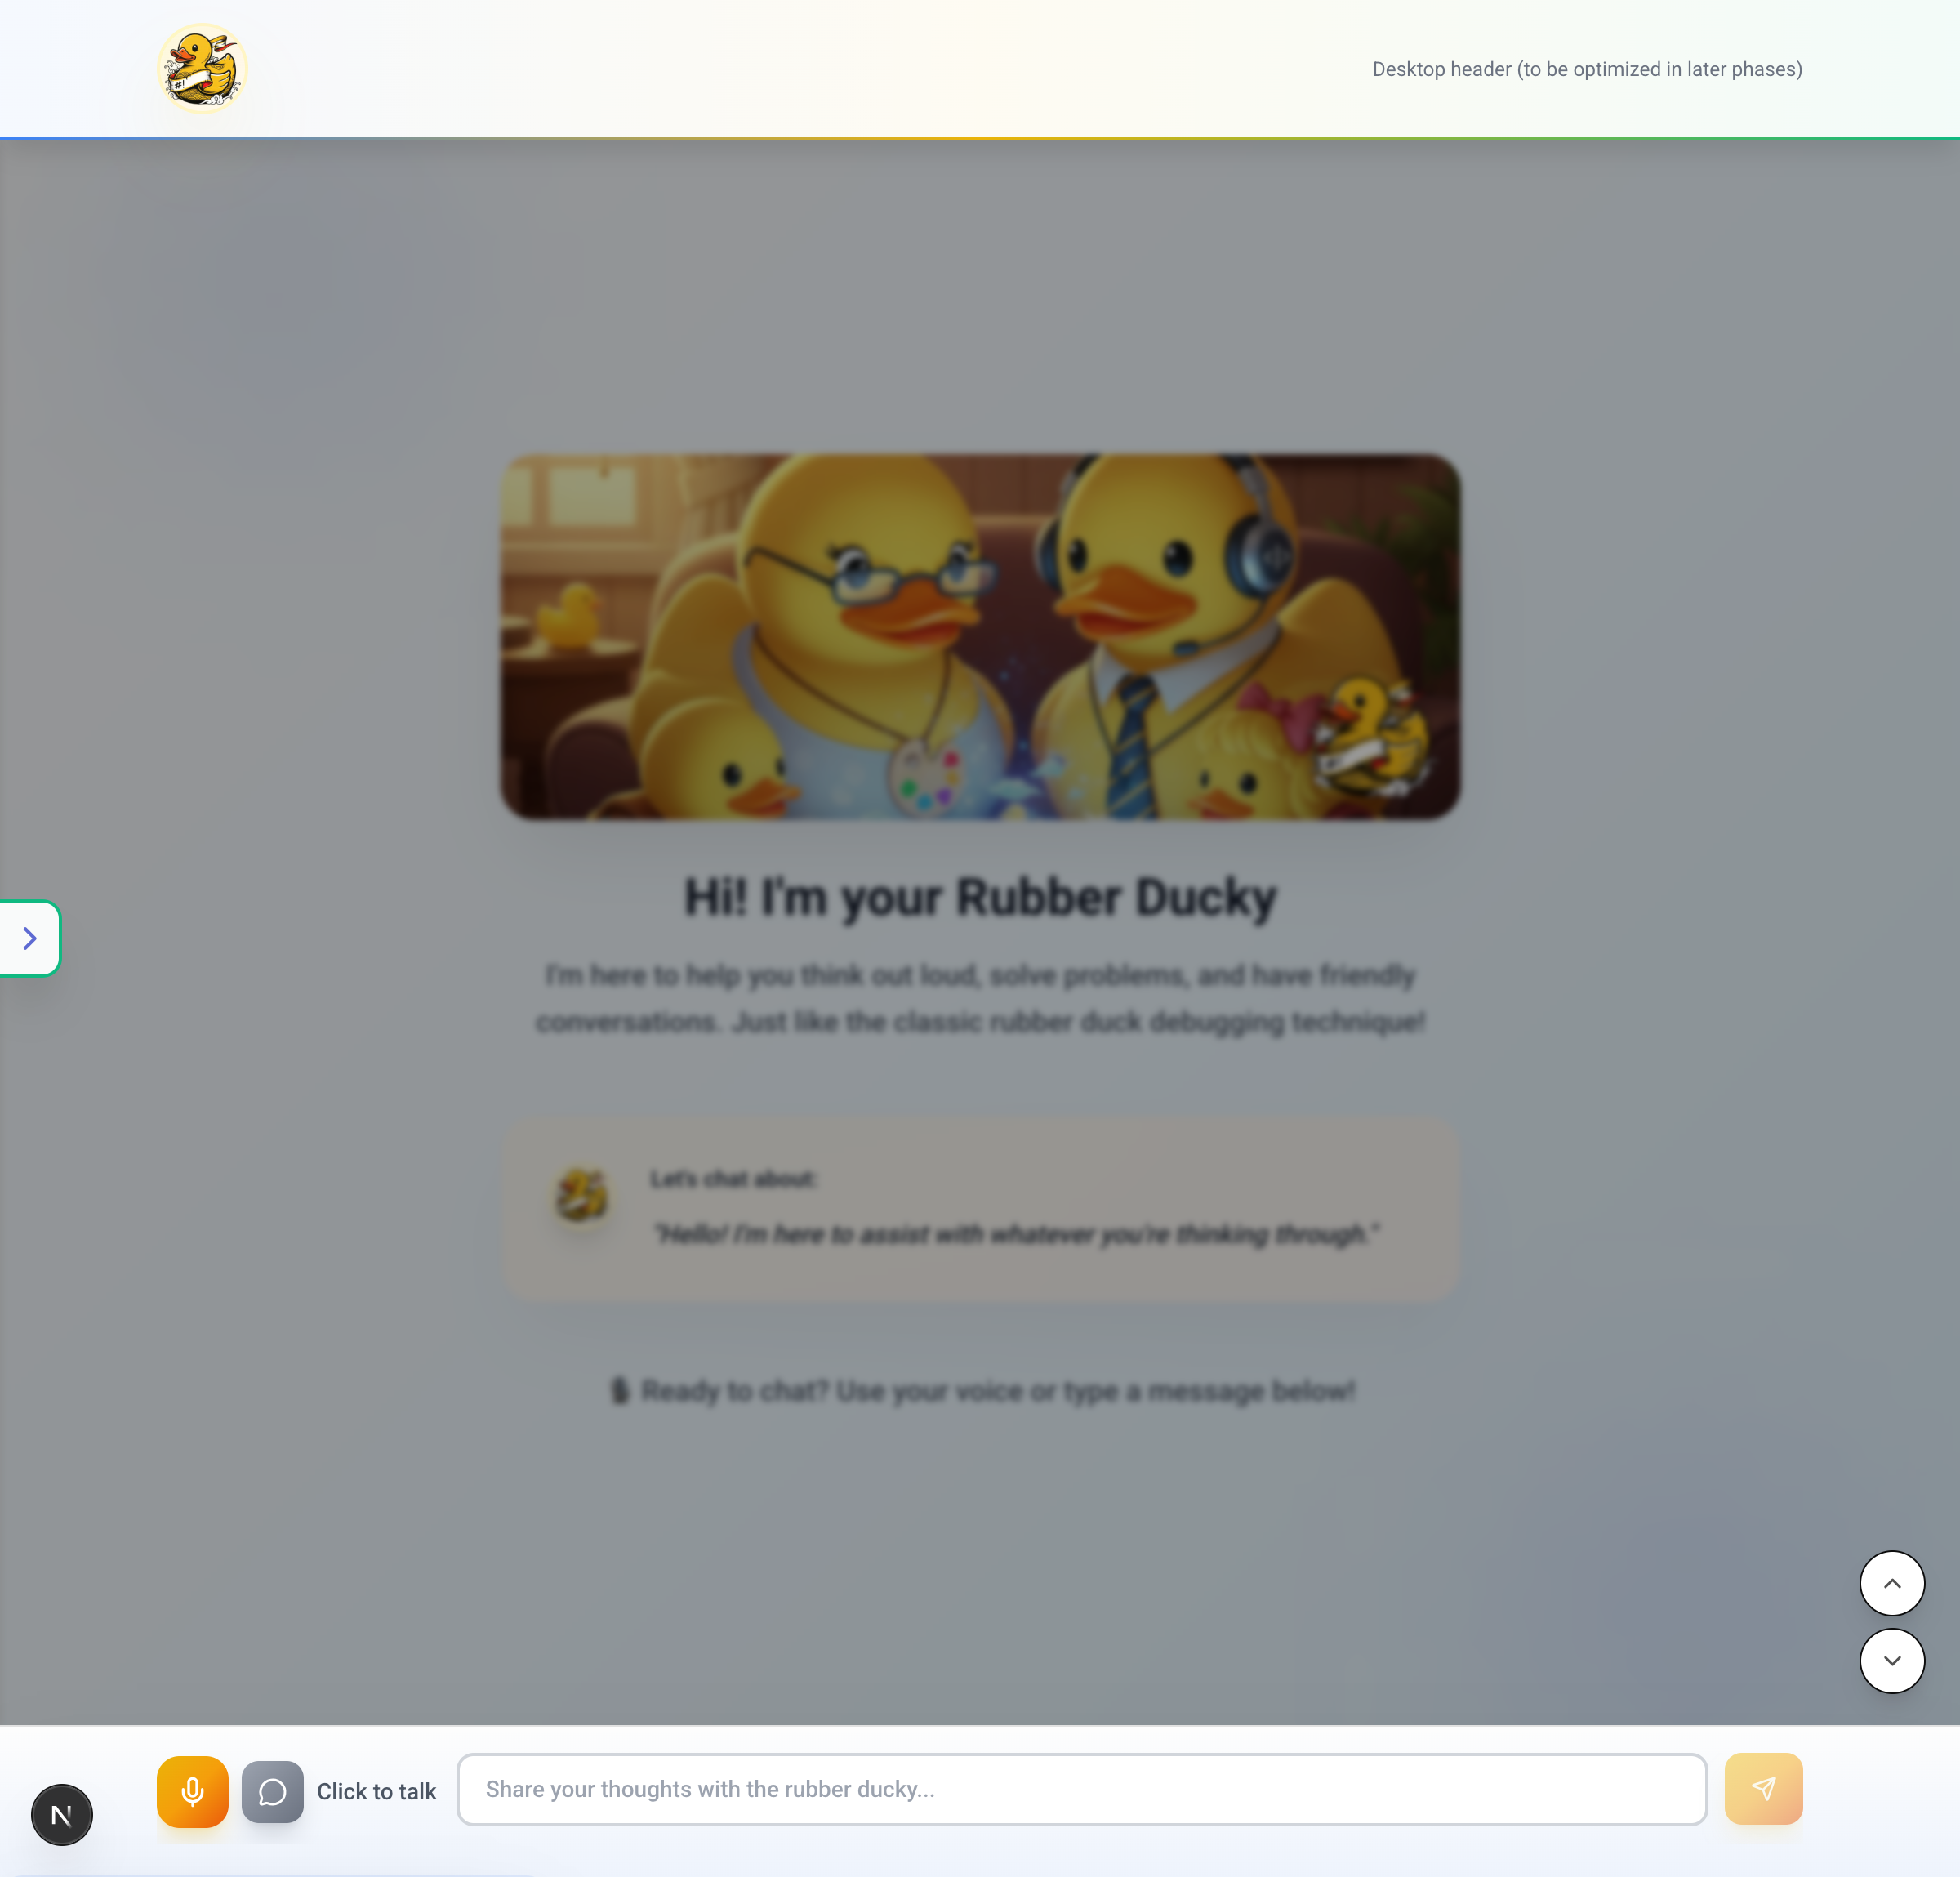 #!
Desktop header (to be optimized in later phases)
Hi! I'm your Rubber Ducky
I'm here to help you think out loud, solve problems, and have friendly
conversations. Just like the classic rubber duck debugging technique!
Let's chat about:
"Hello! I'm here to assist with whatever you're thinking through."
Ready to chat? Use your voice or type a message below!
Click to talk
Share your thoughts with the rubber ducky...
N